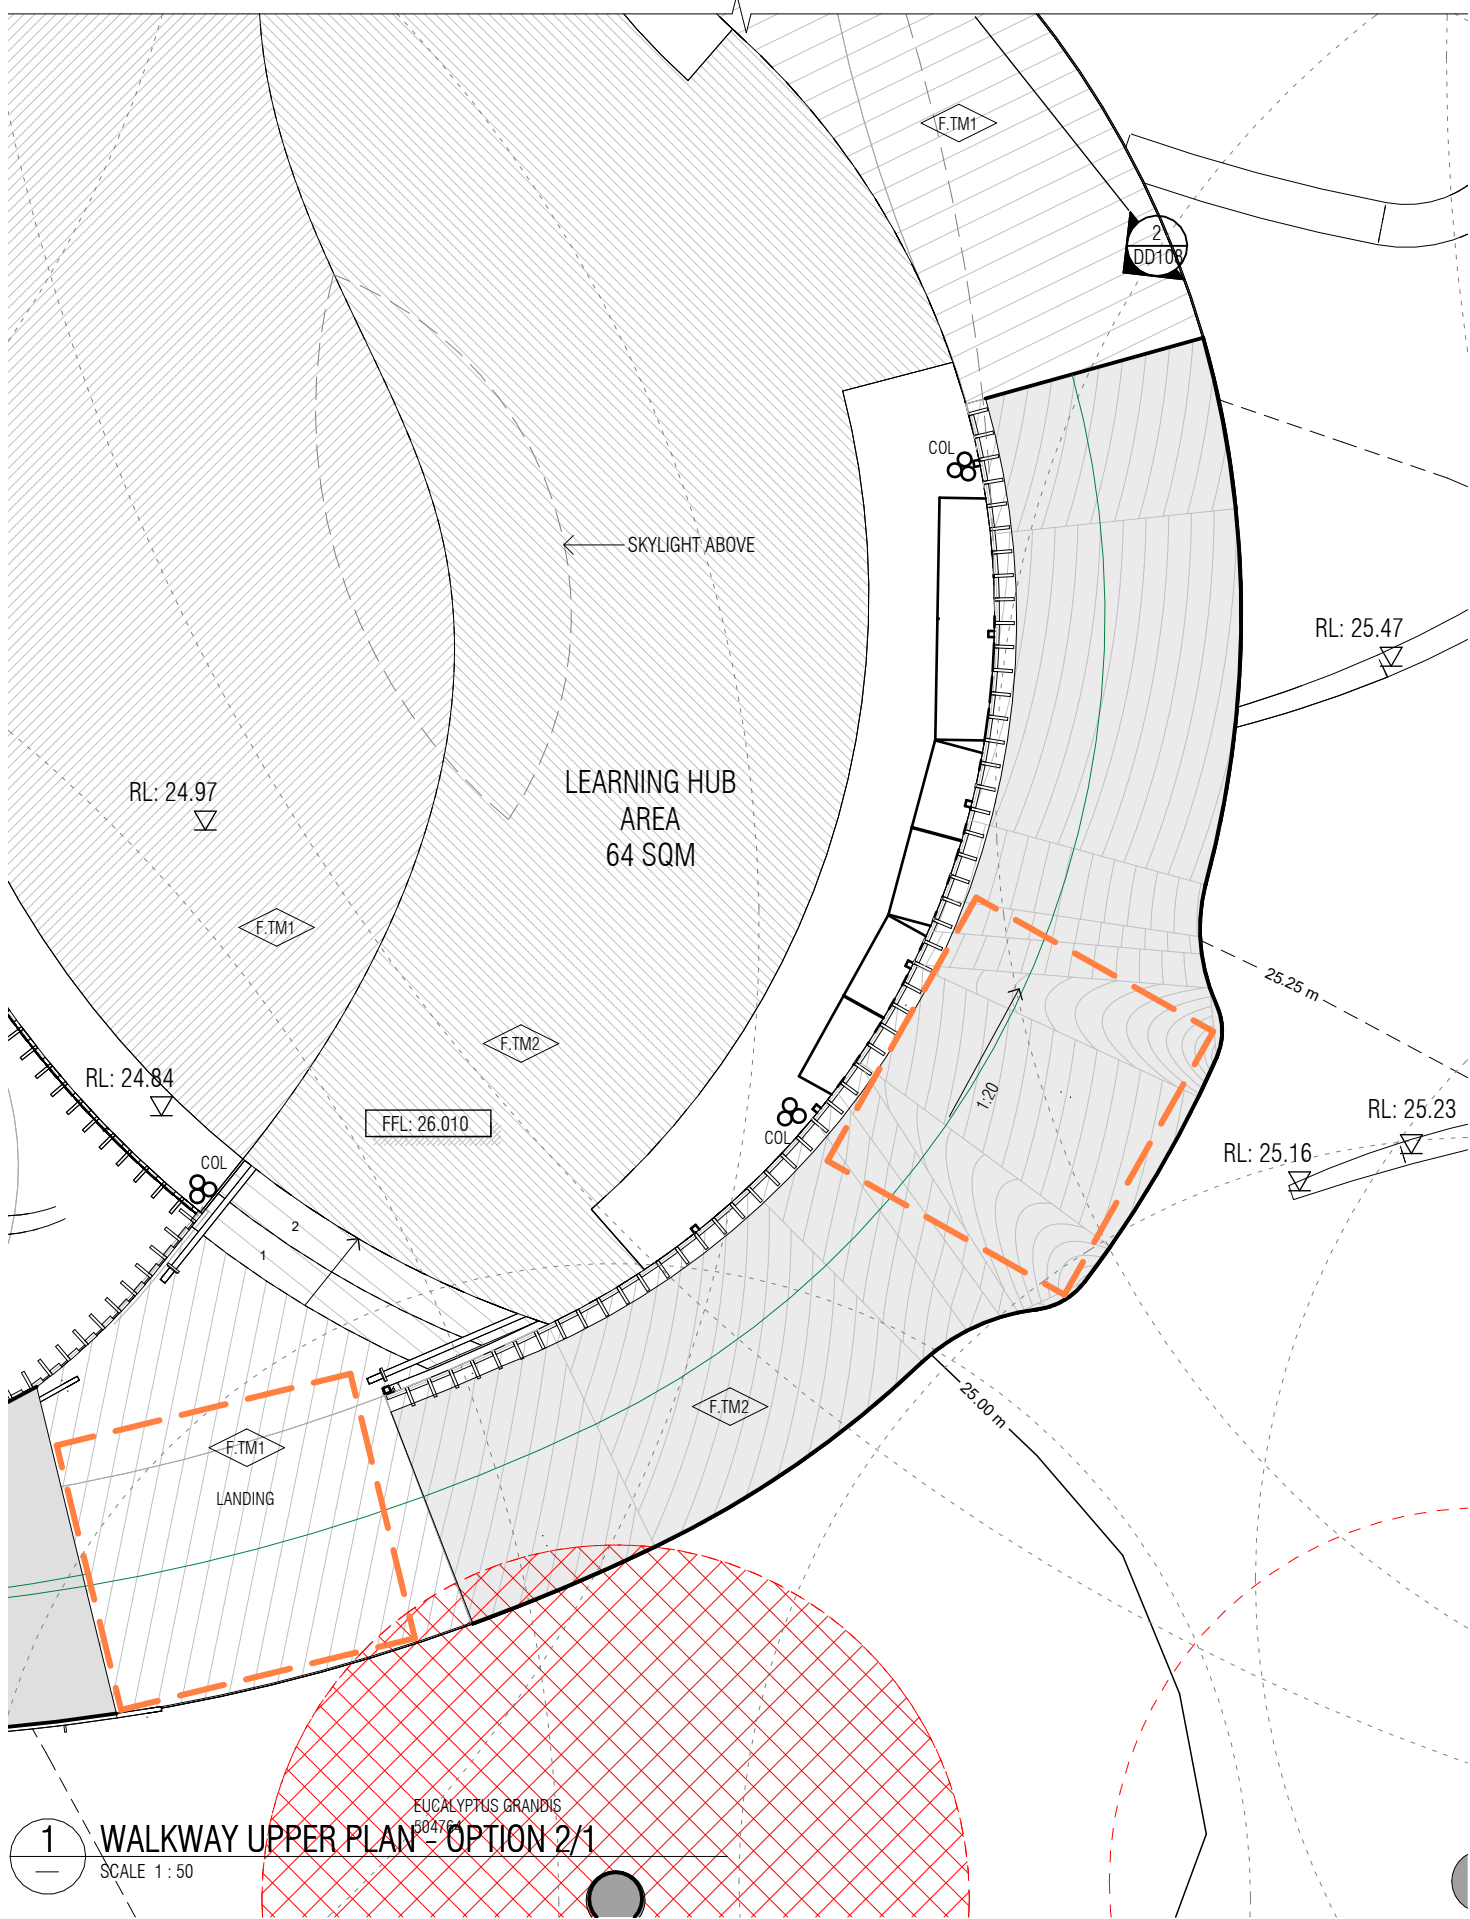 F.TM1
2
DD108
COL
SKYLIGHT ABOVE
RL: 25.47
LEARNING HUB
AREA
64 SQM
RL: 24.97
F.TM1
25.25 m
F.TM2
RL: 24.84
1:20
FFL: 26.010
COL
RL: 25.23
RL: 25.16
COL
2
1
25.00 m
F.TM2
F.TM1
LANDING
EUCALYPTUS GRANDIS
504764
1
WALKWAY UPPER PLAN - OPTION 2/1
SCALE 1 : 50